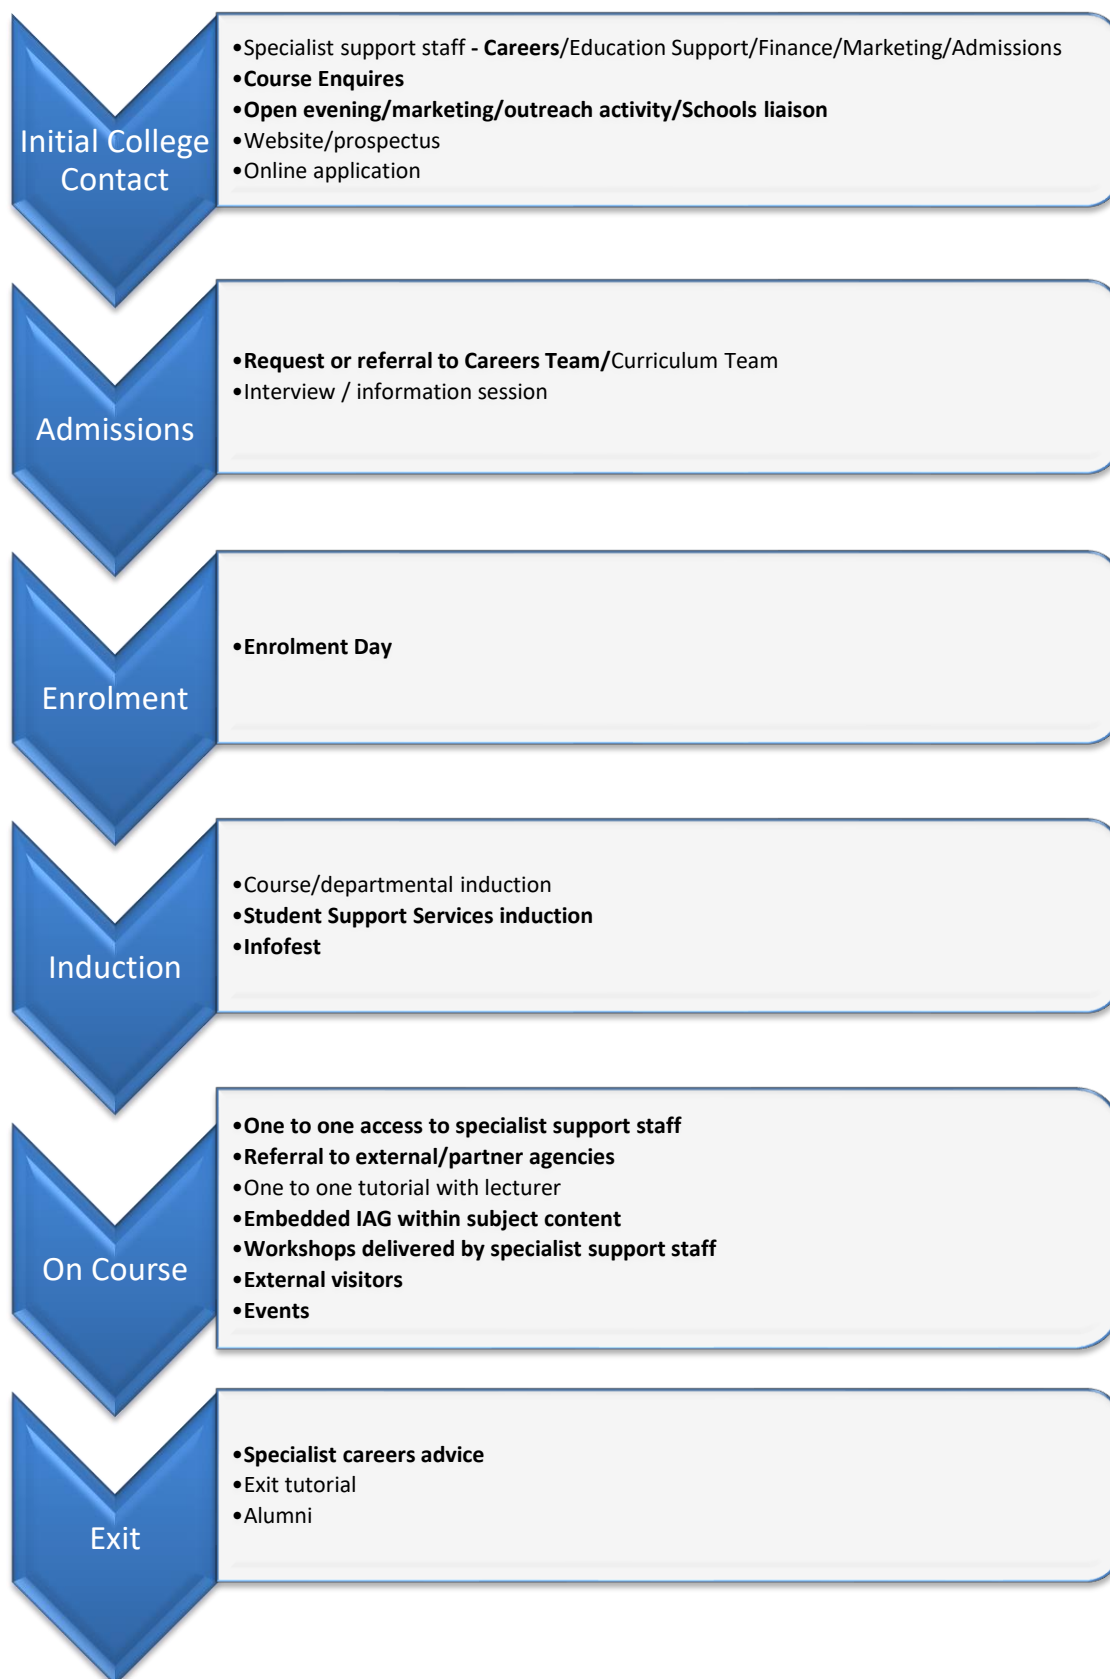 Initial College
Contact
•Specialist support staff - Careers/Education Support/Finance/Marketing/Admissions
•Course Enquires
•Open evening/marketing/outreach activity/Schools liaison
•Website/prospectus
•Online application
Admissions
•Request or referral to Careers Team/Curriculum Team
•Interview / information session
Enrolment
•Enrolment Day
Induction
•Course/departmental induction
•Student Support Services induction
•Infofest
On Course
•One to one access to specialist support staff
•Referral to external/partner agencies
•One to one tutorial with lecturer
•Embedded IAG within subject content
•Workshops delivered by specialist support staff
•External visitors
•Events
Exit
•Specialist careers advice
•Exit tutorial
•Alumni